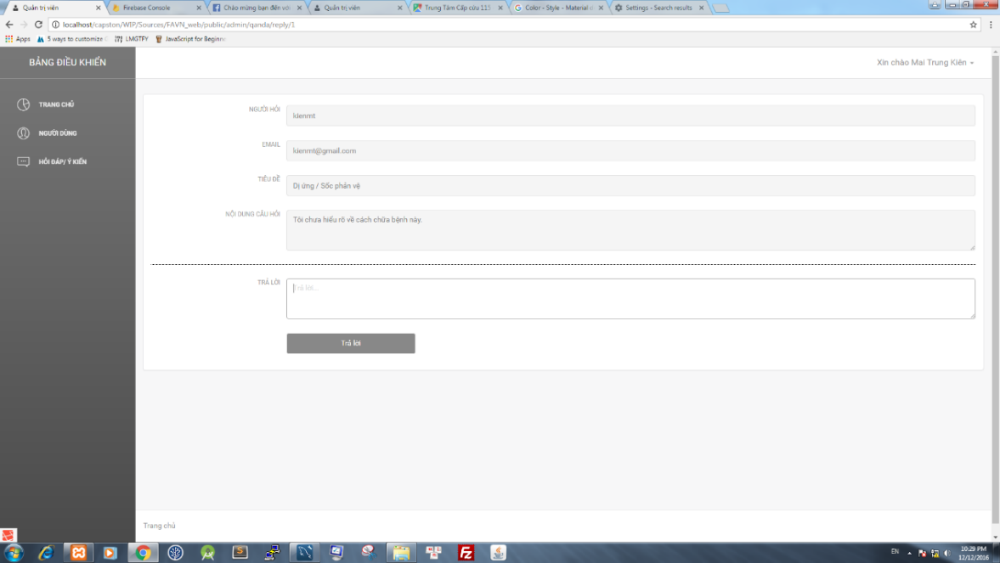 Quản trị viên
Firebase Console
Chào mừng bạn đến với
Quản trị viên
Trung Tâm Cấp cứu 115
Color - Style - Material d
Settings - Search results
localhost/capston/WIP/Sources/FAVN_web/public/admin/qanda/reply/1
Apps
5 ways to customize
LMGTFY
JavaScript for Beginne
BẢNG ĐIỀU KHIỂN
Xin chào Mai Trung Kiên
TRANG CHỦ
NGƯỜI DÙNG
HỎI ĐÁP/ Ý KIẾN
NGƯỜI HỎI
kienmt
EMAIL
kienmt@gmail.com
TIÊU ĐỀ
Dị ứng / Sốc phản vệ
NỘI DUNG CÂU HỎI
Tôi chưa hiểu rõ về cách chữa bệnh này.
TRẢ LỜI
Trả lời...
Trả lời
Trang chủ
EN
10:29 PM
12/12/2016